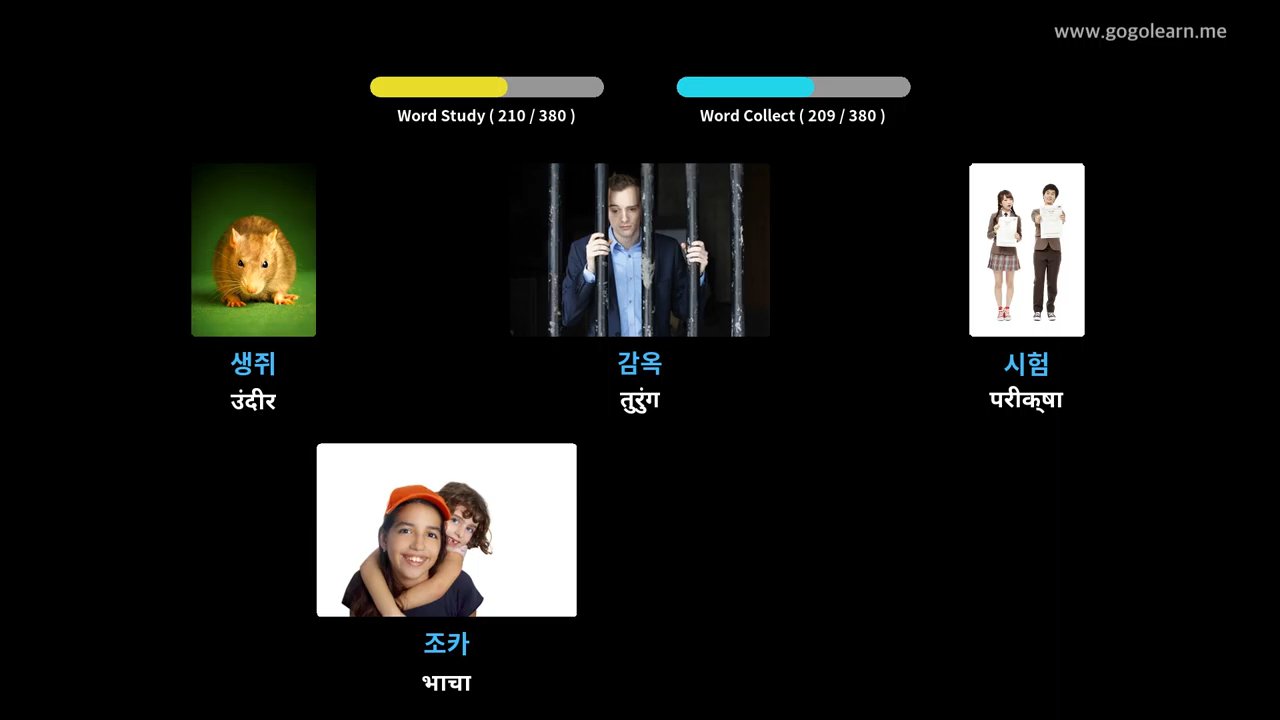 www.gogolearn.me
Word Study ( 210 / 380 )
Word Collect ( 209 / 380 )
생쥐
उंदीर
감옥
तुरुंग
시험
परीक्षा
조카
भाचा